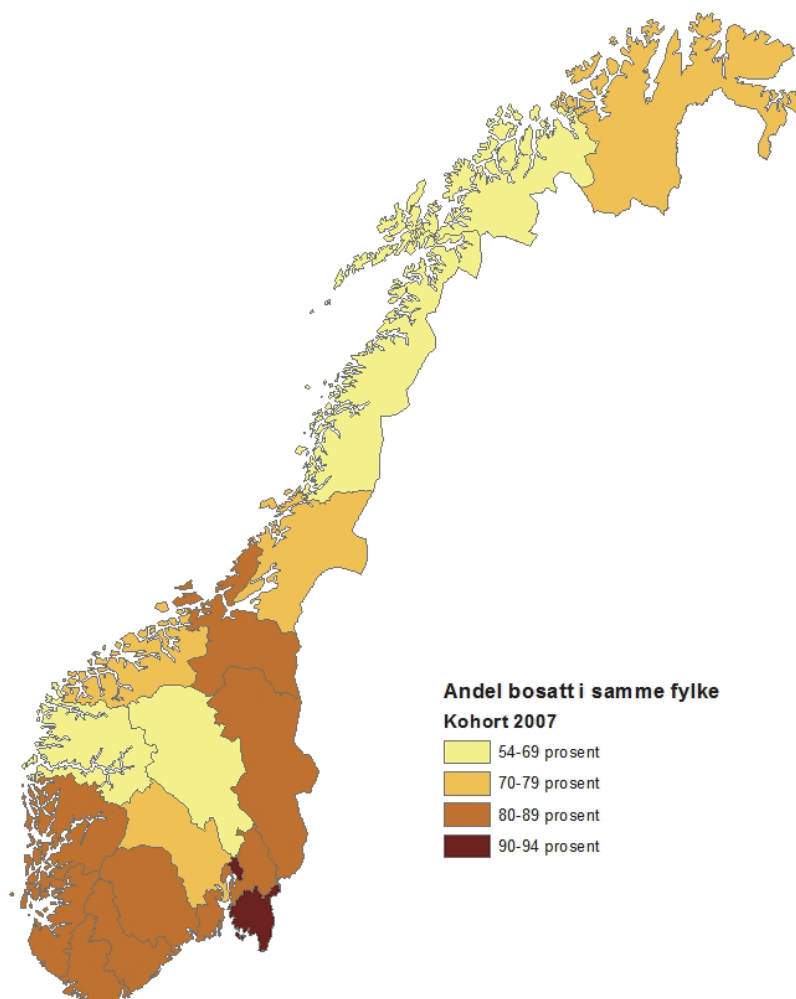 Andel bosatt i samme fylke
Kohort 2007
54-69 prosent
70-79 prosent
80-89 prosent
90-94 prosent